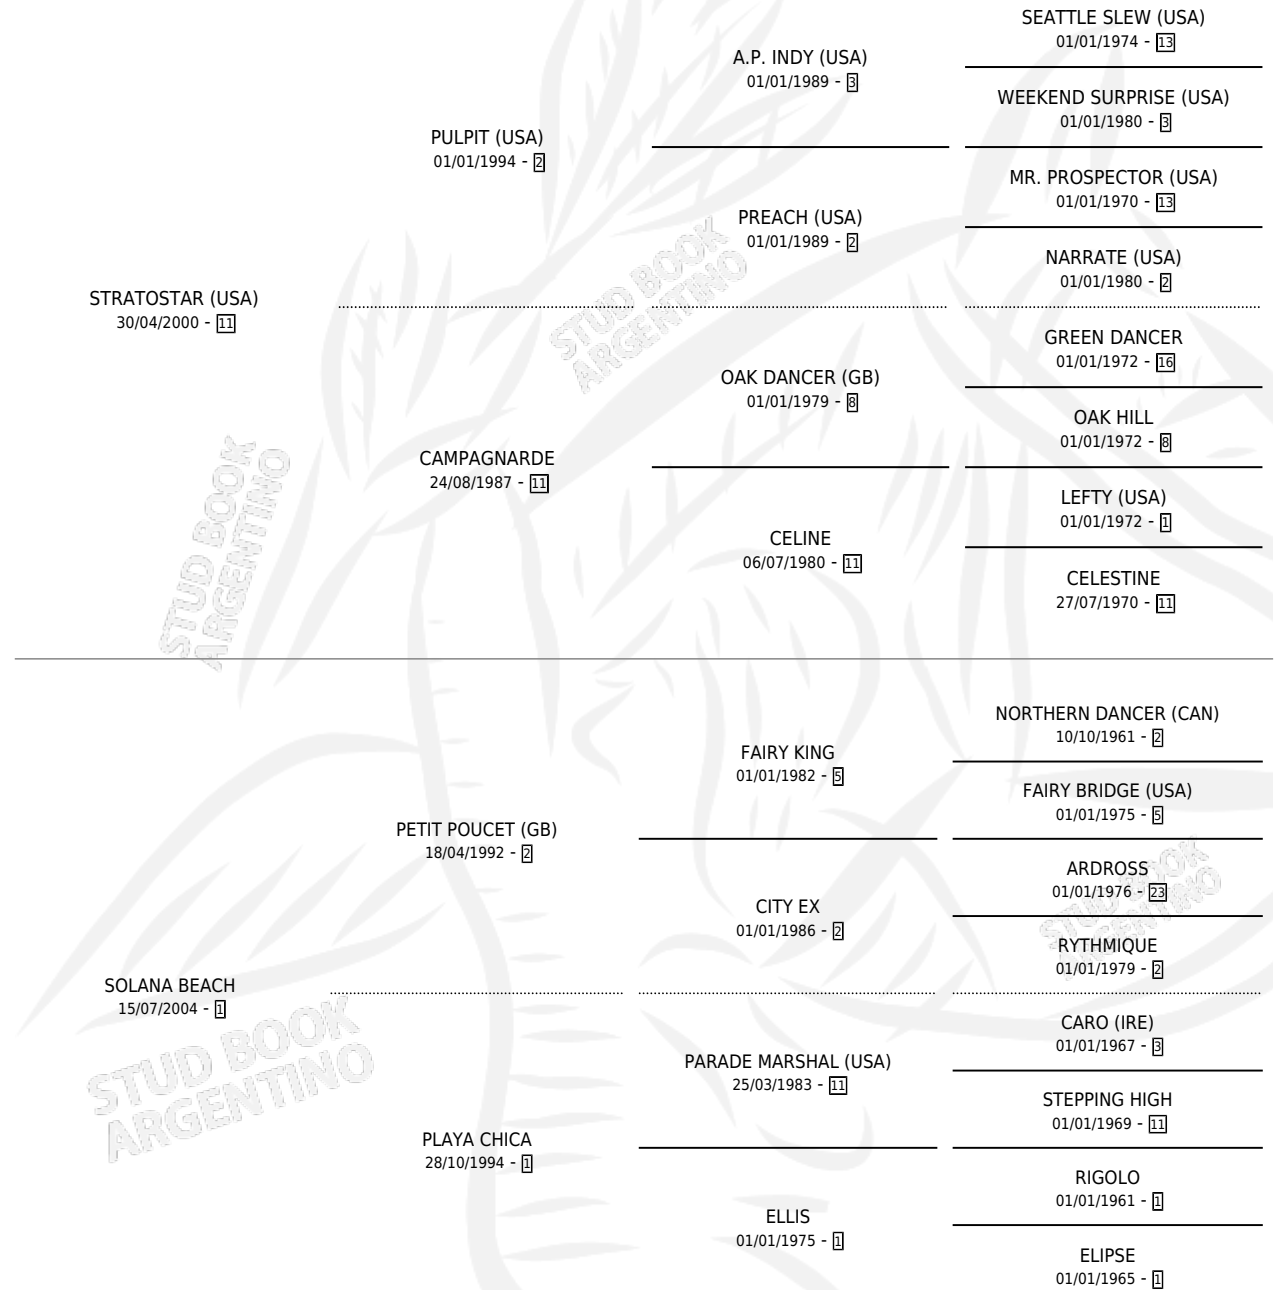 SEATTLE SLEW (USA)
01/01/1974 - 13
A.P. INDY (USA)
01/01/1989 - 3
WEEKEND SURPRISE (USA)
01/01/1980 - 3
PULPIT (USA)
01/01/1994 - 2
MR. PROSPECTOR (USA)
01/01/1970 - 13
PREACH (USA)
01/01/1989 - 2
NARRATE (USA)
01/01/1980 - 2
STRATOSTAR (USA)
30/04/2000 - 11
GREEN DANCER
01/01/1972 - 16
OAK DANCER (GB)
01/01/1979 - 8
OAK HILL
01/01/1972 - 8
CAMPAGNARDE
24/08/1987 - 11
LEFTY (USA)
01/01/1972 - 1
CELINE
06/07/1980 - 11
CELESTINE
27/07/1970 - 11
NORTHERN DANCER (CAN)
10/10/1961 - 2
FAIRY KING
01/01/1982 - 5
FAIRY BRIDGE (USA)
01/01/1975 - 5
PETIT POUCET (GB)
18/04/1992 - 2
ARDROSS
01/01/1976 - 23
CITY EX
01/01/1986 - 2
RYTHMIQUE
01/01/1979 - 2
SOLANA BEACH
15/07/2004 - 1
CARO (IRE)
01/01/1967 - 3
PARADE MARSHAL (USA)
25/03/1983 - 11
STEPPING HIGH
01/01/1969 - 11
PLAYA CHICA
28/10/1994 - 1
RIGOLO
01/01/1961 - 1
ELLIS
01/01/1975 - 1
ELIPSE
01/01/1965 - 1
STUD BOOK
ARGENTINO
STUD BOOK
ARGENTINO
STUD BOOK
ARGENTINO
STUD BOOK
ARGENTINO